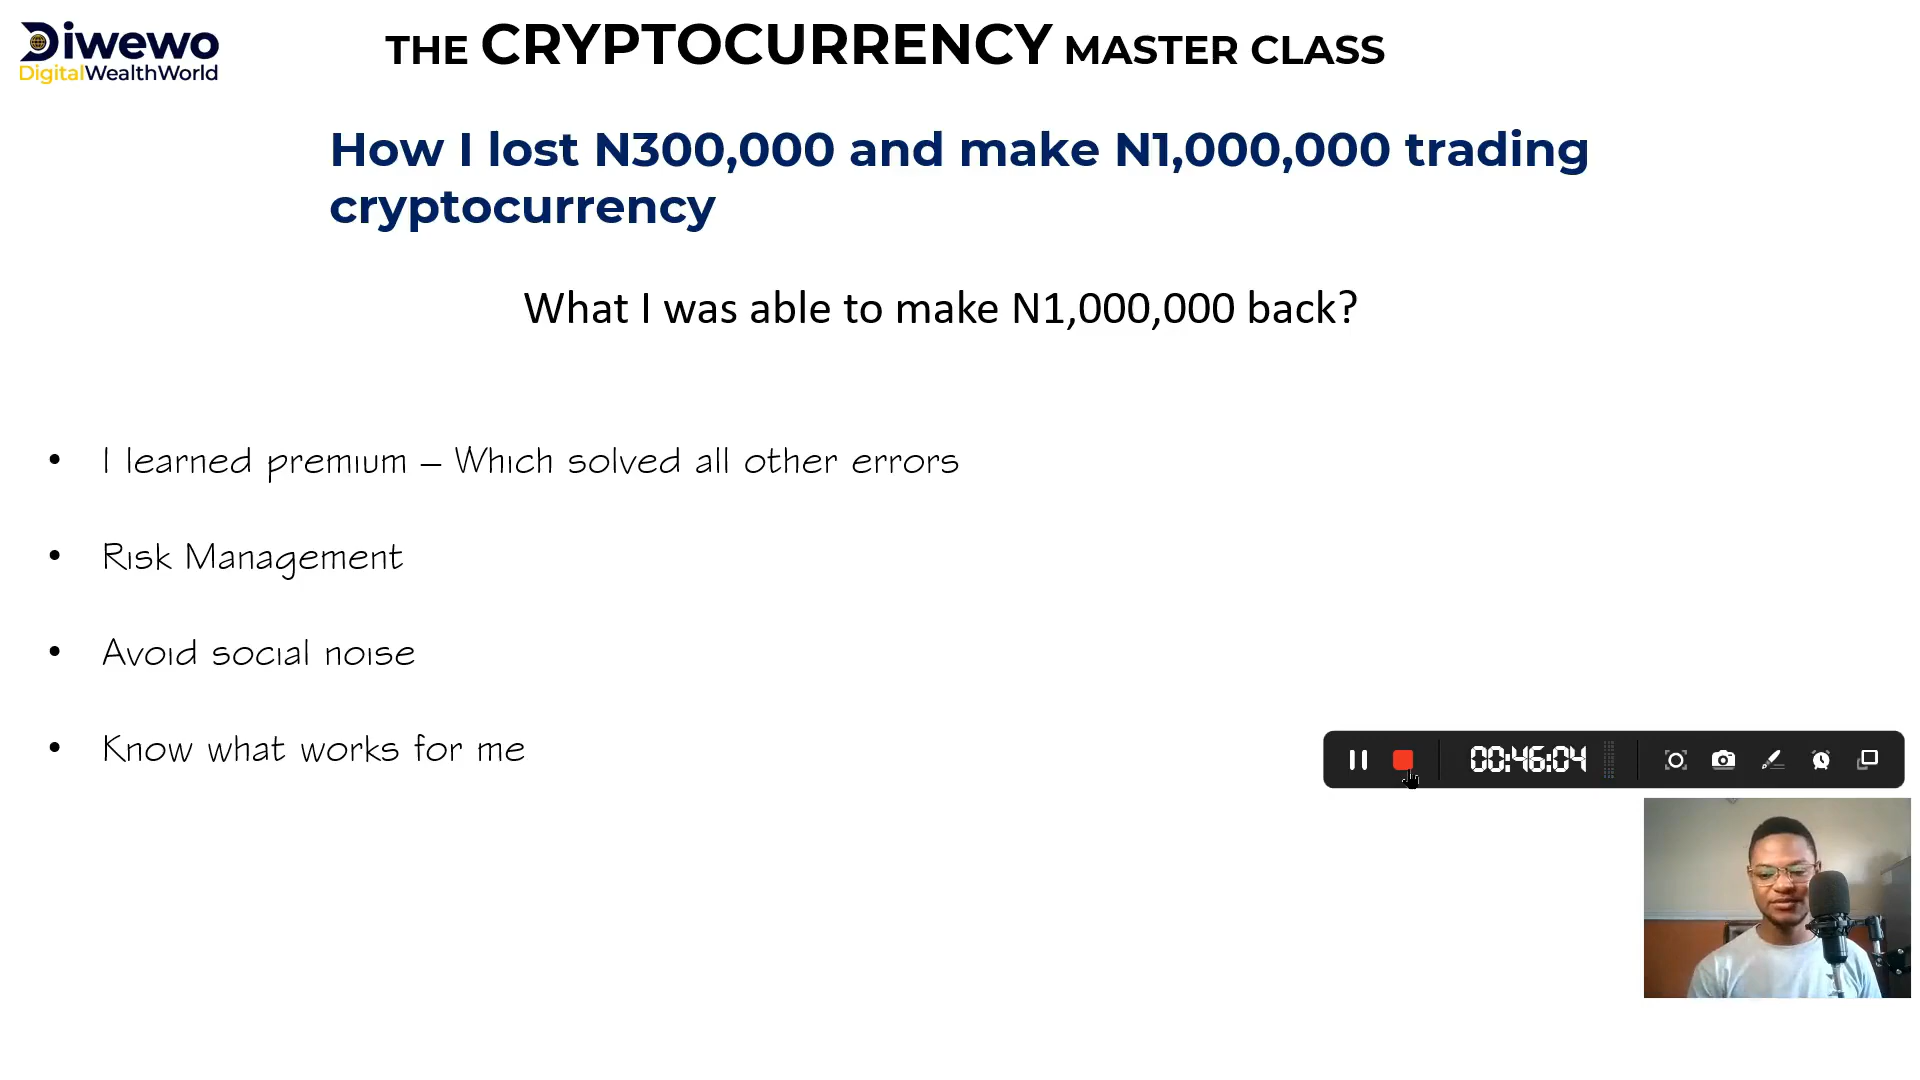 Diwewo
DigitalWealthWorld
THE CRYPTOCURRENCY MASTER CLASS
How I lost N300,000 and make N1,000,000 trading
cryptocurrency
What I was able to make N1,000,000 back?
• I learned premium – Which solved all other errors
• Risk Management
• Avoid social noise
• Know what works for me
00:46:04